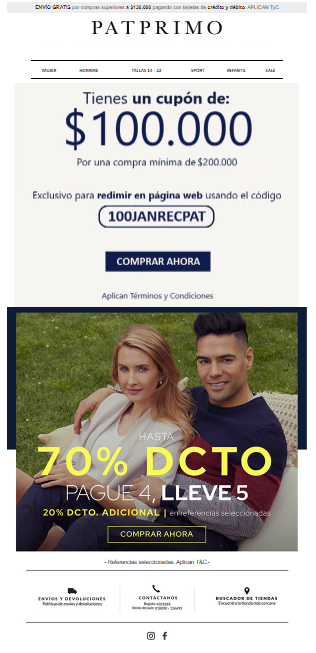 ENVÍO GRATIS por compras superiores a $120.000 pagando con tarjetas de crédito y débito. APLICAN TyC
PATPRIMO
MUJER HOMBRE TALLAS 14 - 22 SPORT INFANTIL SALE
Tienes un cupón de:
$100.000
Por una compra mínima de $200.000
Exclusivo para redimir en página web usando el código
100JANRECPAT
COMPRAR AHORA
Aplican Términos y Condiciones
HASTA
70% DCTO
PAGUE 4, LLEVE 5
20% DCTO. ADICIONAL | en referencias seleccionadas
COMPRAR AHORA
- Referencias seleccionadas. Aplican T&C.-
ENVÍOS Y DEVOLUCIONES
Políticas de envíos y devoluciones
CONTÁCTANOS
Resto del país
BUSCADOR DE TIENDAS
Encuentra la tienda más cercana